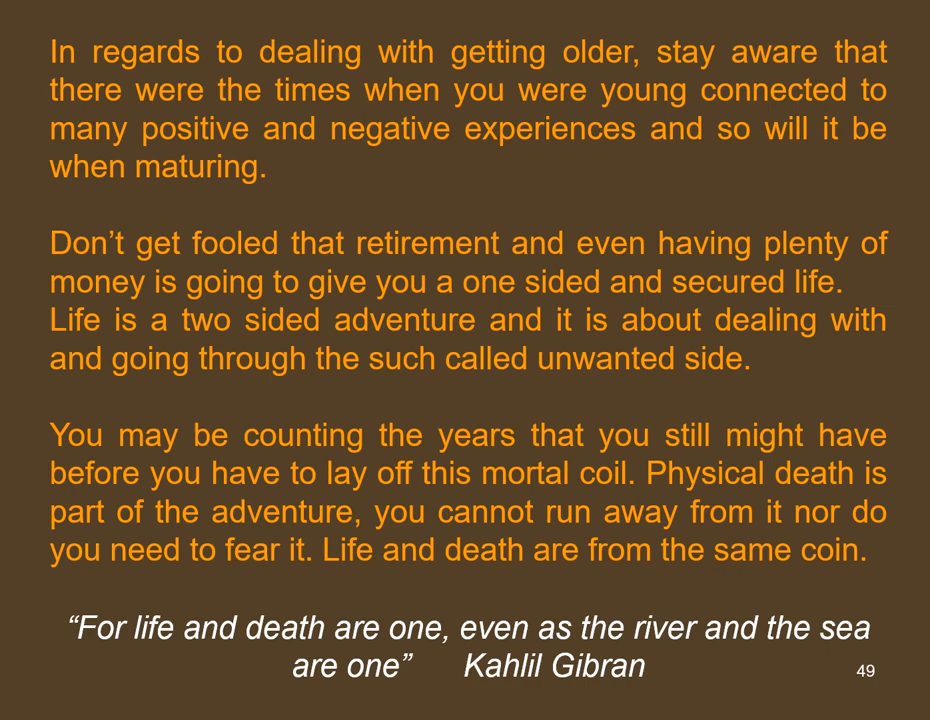 In regards to dealing with getting older, stay aware that
there were the times when you were young connected to
many positive and negative experiences and so will it be
when maturing.
Don’t get fooled that retirement and even having plenty of
money is going to give you a one sided and secured life.
Life is a two sided adventure and it is about dealing with
and going through the such called unwanted side.
You may be counting the years that you still might have
before you have to lay off this mortal coil. Physical death is
part of the adventure, you cannot run away from it nor do
you need to fear it. Life and death are from the same coin.
“For life and death are one, even as the river and the sea
are one” Kahlil Gibran
49